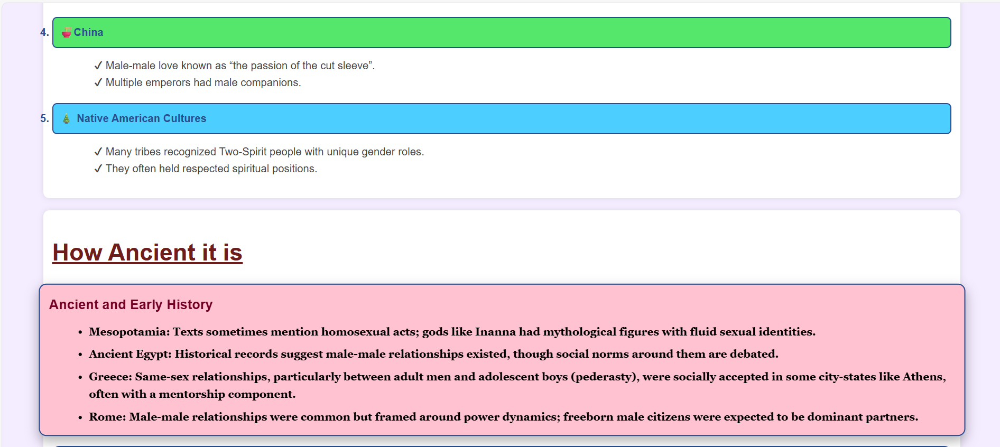 4. 🍜China
✔ Male-male love known as “the passion of the cut sleeve”.
✔ Multiple emperors had male companions.
5. 🎄 Native American Cultures
✔ Many tribes recognized Two-Spirit people with unique gender roles.
✔ They often held respected spiritual positions.
How Ancient it is
Ancient and Early History
• Mesopotamia: Texts sometimes mention homosexual acts; gods like Inanna had mythological figures with fluid sexual identities.
• Ancient Egypt: Historical records suggest male-male relationships existed, though social norms around them are debated.
• Greece: Same-sex relationships, particularly between adult men and adolescent boys (pederasty), were socially accepted in some city-states like Athens,
often with a mentorship component.
• Rome: Male-male relationships were common but framed around power dynamics; freeborn male citizens were expected to be dominant partners.